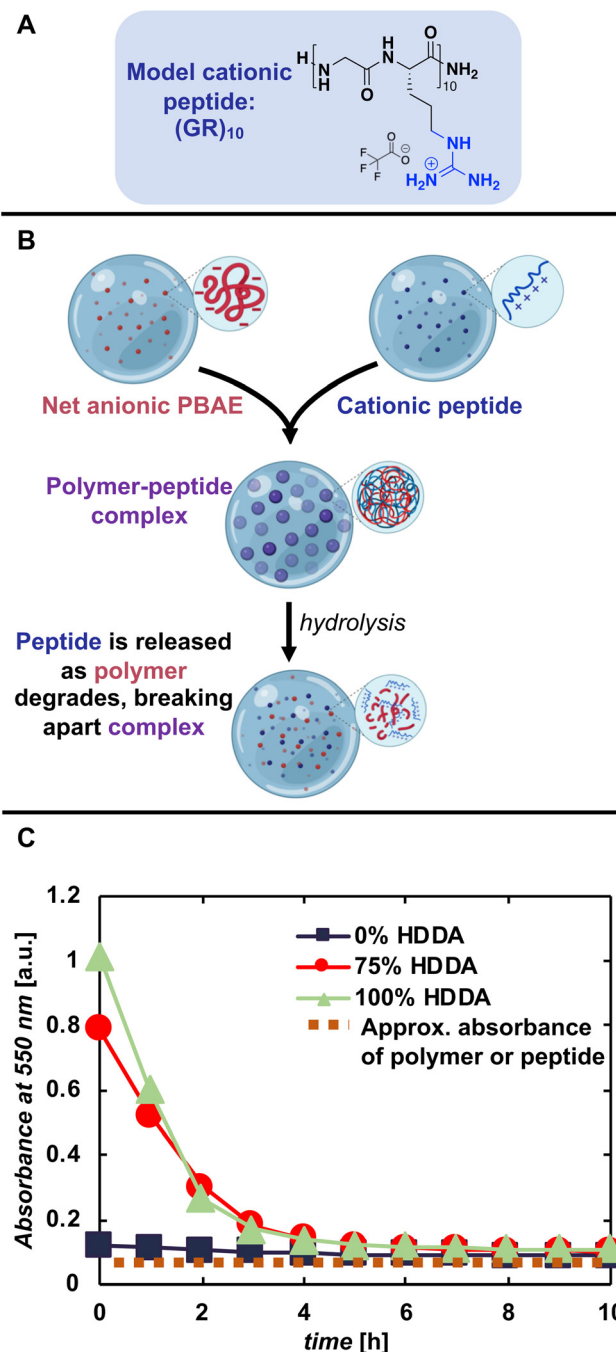 A
Model cationic
peptide:
(GR)₁₀
H
N
H
O
H
N
O
NH₂
10
NH
H₂N
⊕
NH₂
F
F
F
O
O
⊖
B
Net anionic PBAE
Cationic peptide
+ + + +
Polymer-peptide
complex
hydrolysis
Peptide is released
as polymer
degrades, breaking
apart complex
C
Absorbance at 550 nm [a.u.]
1.2
1
0.8
0.6
0.4
0.2
0
0% HDDA
75% HDDA
100% HDDA
Approx. absorbance
of polymer or peptide
0 2 4 6 8 10
time [h]